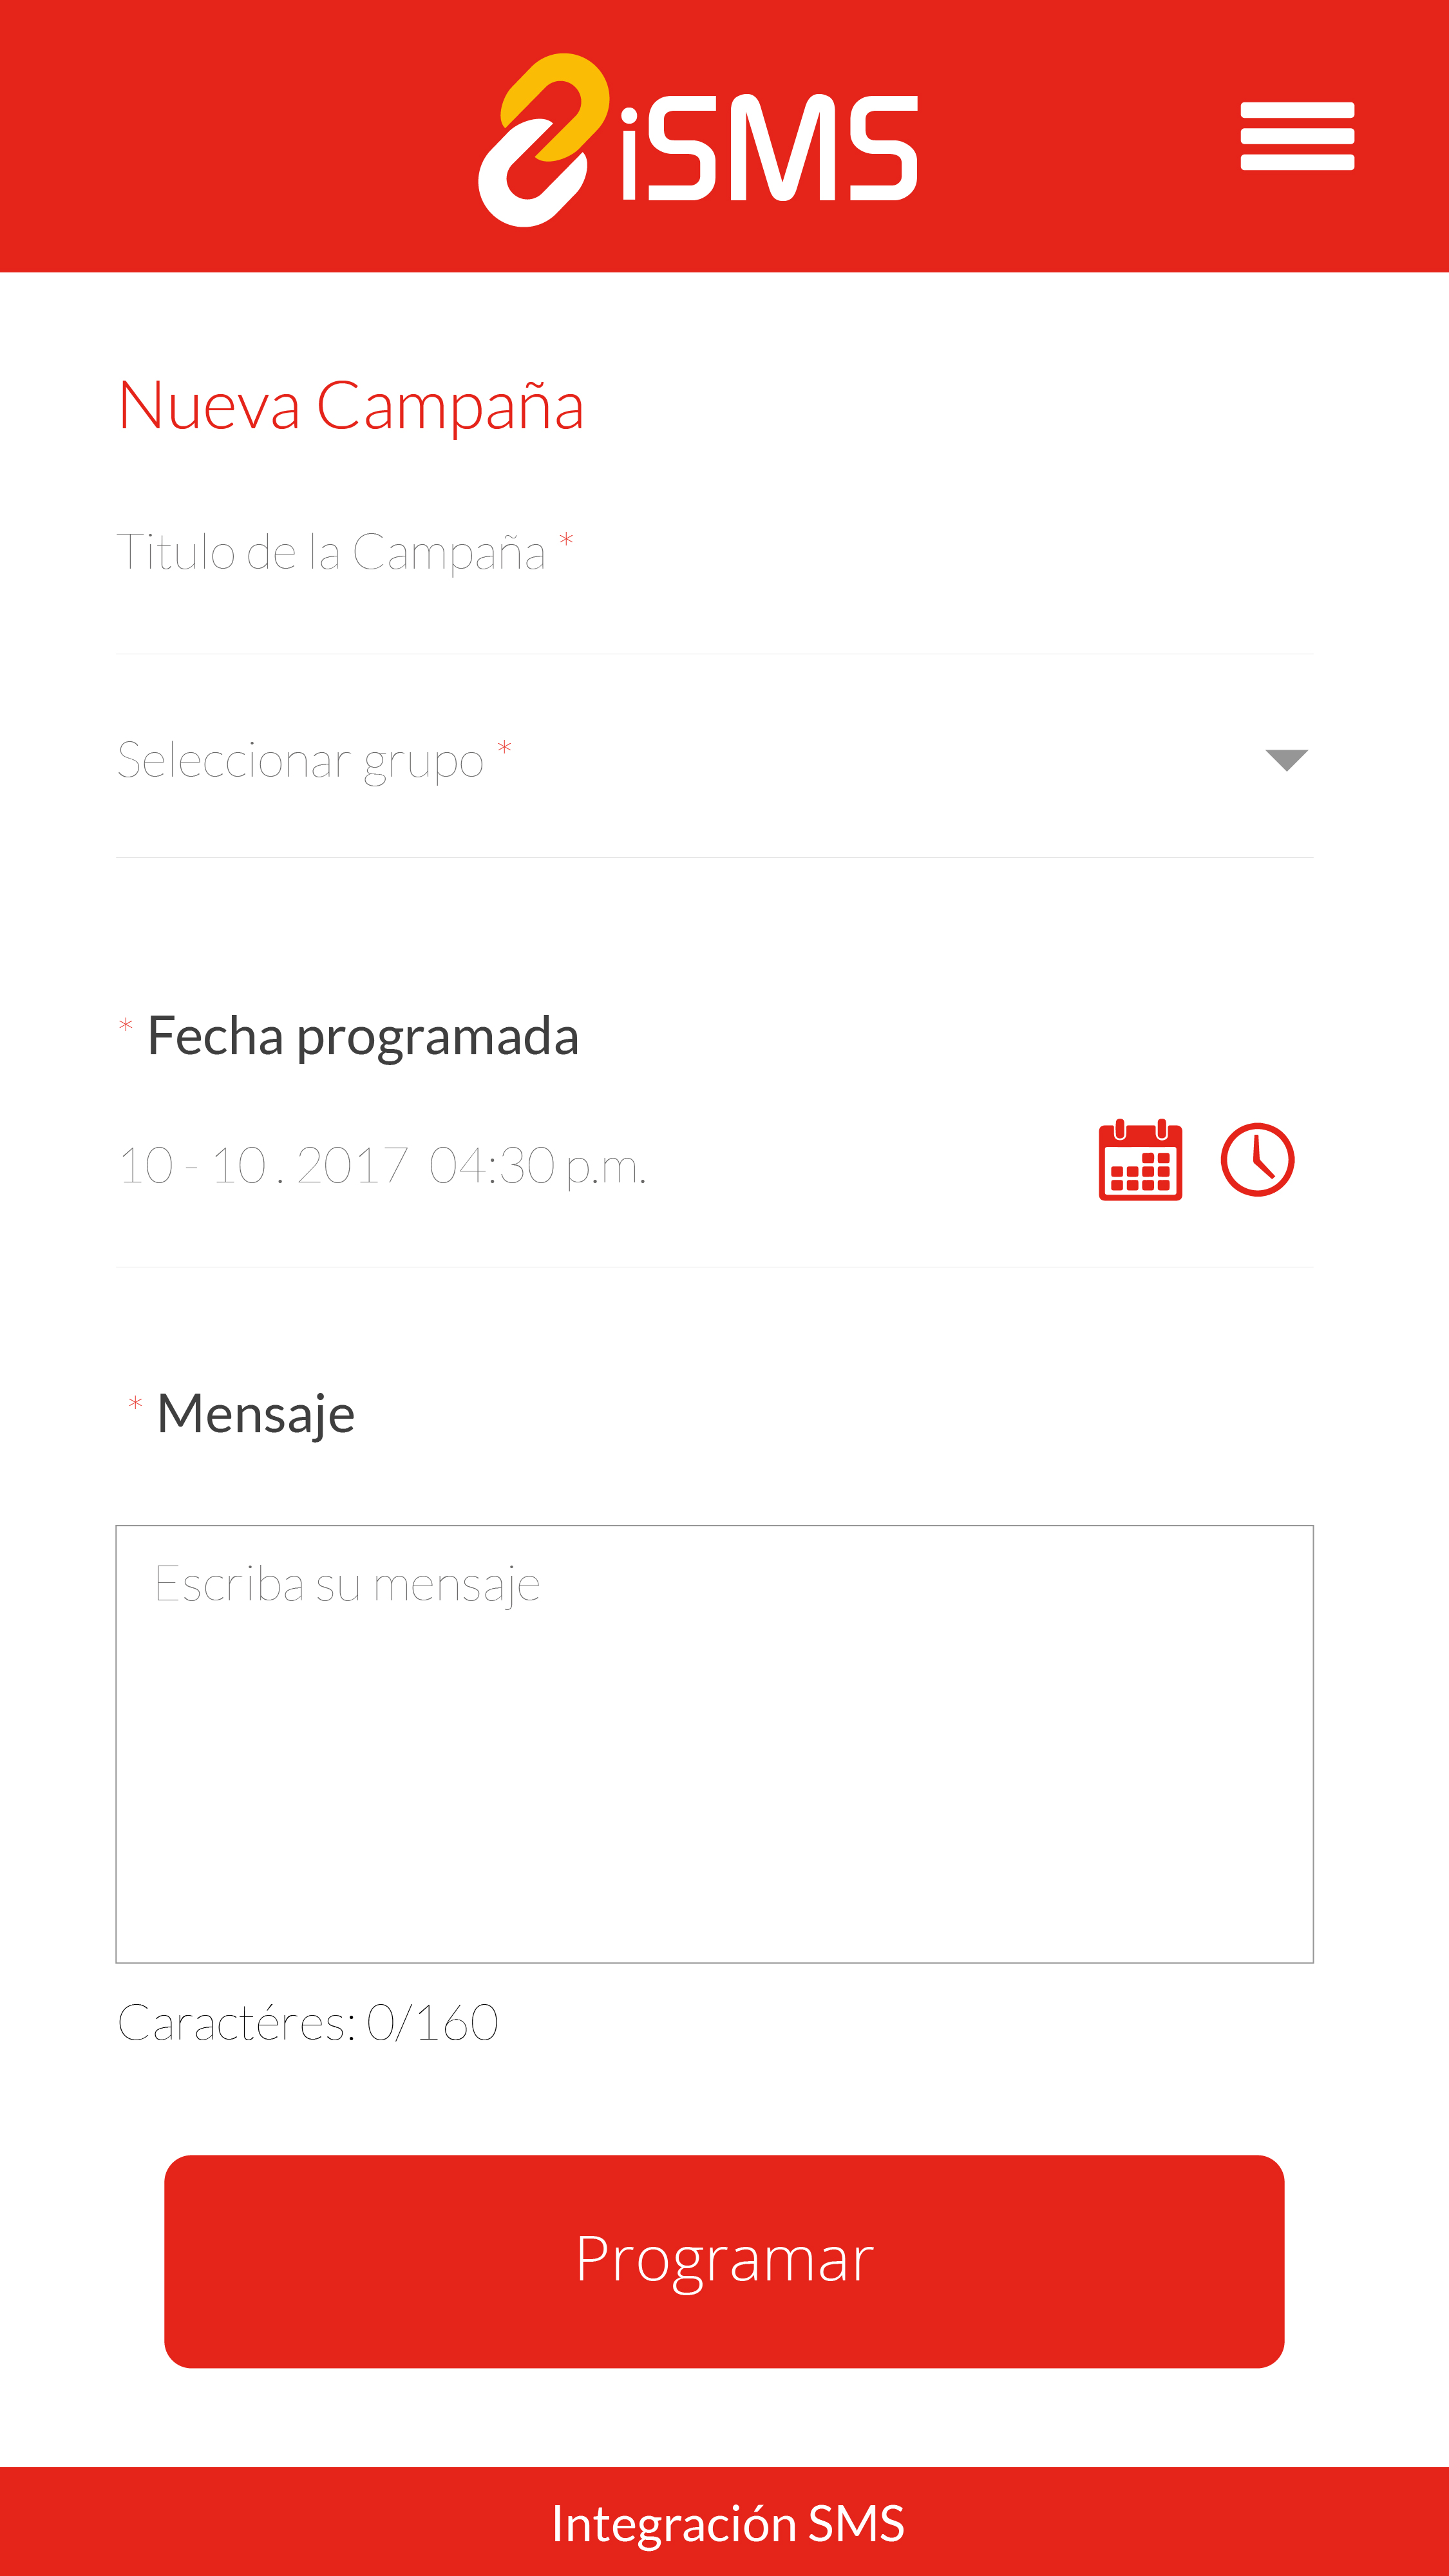 iSMS
Nueva Campaña
Titulo de la Campaña *
Seleccionar grupo *
* Fecha programada
10 - 10 . 2017 04:30 p.m.
* Mensaje
Escriba su mensaje
Caractéres: 0/160
Programar
Integración SMS